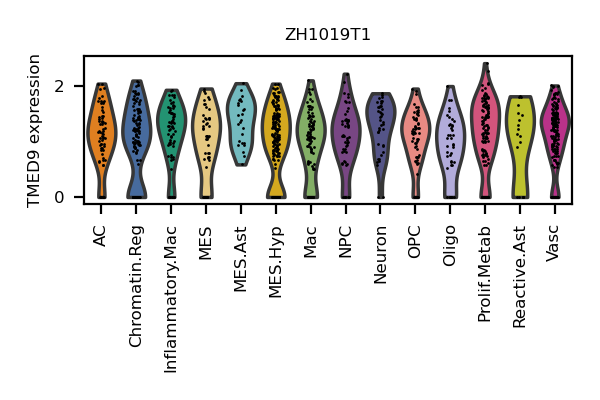 ZH1019T1
TMED9 expression
2
0
AC
Chromatin.Reg
Inflammatory.Mac
MES
MES.Ast
MES.Hyp
Mac
NPC
Neuron
OPC
Oligo
Prolif.Metab
Reactive.Ast
Vasc